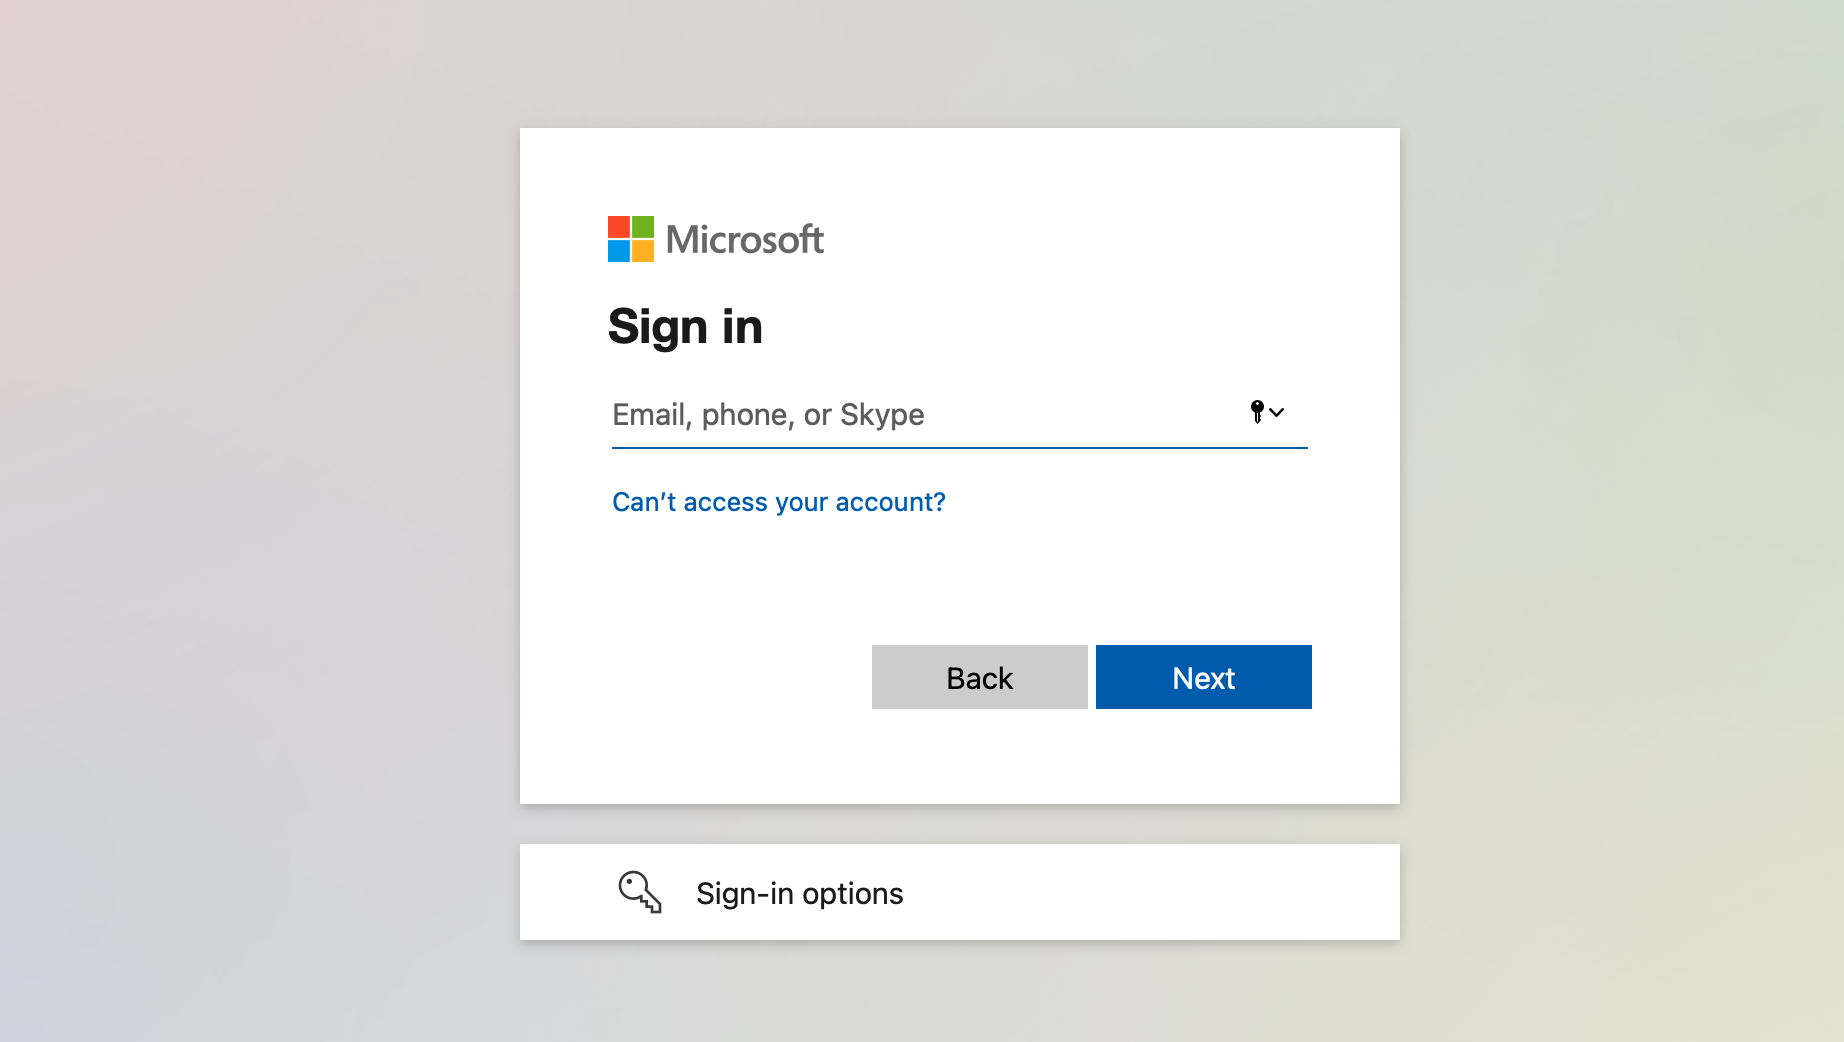 Microsoft
Sign in
Email, phone, or Skype
Can’t access your account?
Back
Next
Sign-in options